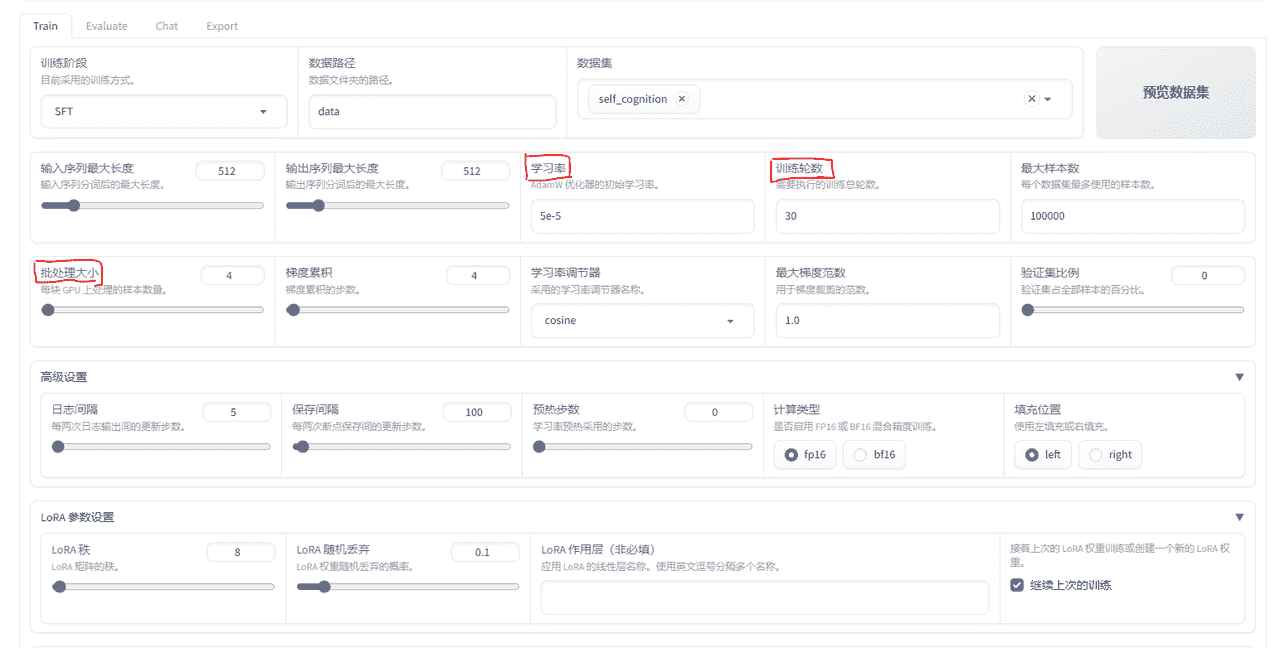 Train Evaluate Chat Export
训练阶段 数据路径 数据集
目前采用的训练方式。 数据文件夹的路径。
预览数据集
SFT data self_cognition
输入序列最大长度 512 输出序列最大长度 512 学习率 训练轮数 最大样本数
输入序列分词后的最大长度。 输出序列分词后的最大长度。 AdamW 优化器的初始学习率。 需要执行的训练总轮数。 每个数据集最多使用的样本数。
5e-5 30 100000
批处理大小 4 梯度累积 4 学习率调节器 最大梯度范数 验证集比例 0
每块 GPU 上处理的样本数量。 梯度累积的步数。 采用的学习率调节器名称。 用于梯度裁剪的范数。 验证集占全部样本的百分比。
cosine 1.0
高级设置
日志间隔 5 保存间隔 100 预热步数 0 计算类型 填充位置
每两次日志输出间的更新步数。 每两次断点保存间的更新步数。 学习率预热采用的步数。 是否启用 FP16 或 BF16 混合精度训练。 使用左填充或右填充。
fp16 bf16 left right
LoRA 参数设置
LoRA 秩 8 LoRA 随机丢弃 0.1 LoRA 作用层（非必填） 接着上次的 LoRA 权重训练或创建一个新的 LoRA 权
LoRA 矩阵的秩。 LoRA 权重随机丢弃的概率。 应用 LoRA 的线性层名称。使用英文逗号分隔多个名称。 重。
继续上次的训练